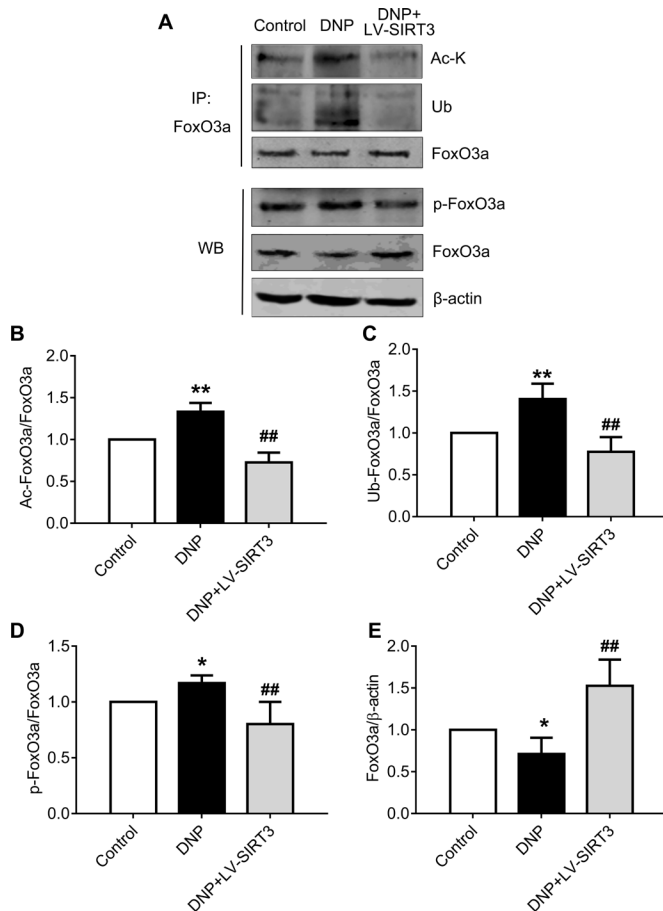 A
Control DNP DNP+
LV-SIRT3
Ac-K
IP:
FoxO3a
Ub
FoxO3a
WB
p-FoxO3a
FoxO3a
β-actin
B
Ac-FoxO3a/FoxO3a
2.0
1.5
1.0
0.5
0.0
**
##
Control
DNP
DNP+LV-SIRT3
C
Ub-FoxO3a/FoxO3a
2.0
1.5
1.0
0.5
0.0
**
##
Control
DNP
DNP+LV-SIRT3
D
p-FoxO3a/FoxO3a
1.5
1.0
0.5
0.0
*
##
Control
DNP
DNP+LV-SIRT3
E
FoxO3a/β-actin
2.0
1.5
1.0
0.5
0.0
*
##
Control
DNP
DNP+LV-SIRT3